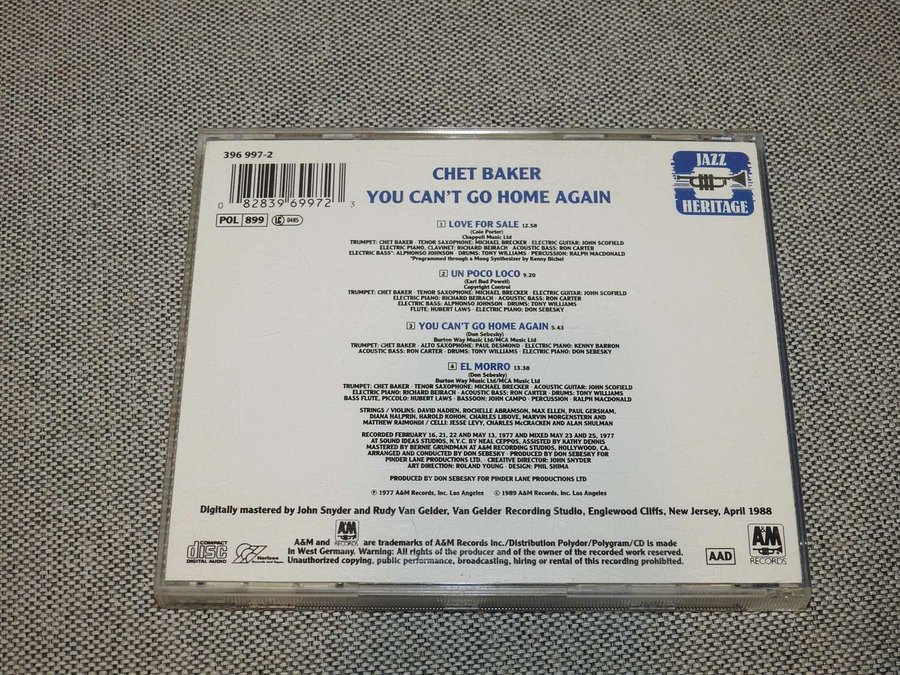 396 997-2
0 82839 69972 3
POL 899 LC 0485
JAZZ
HERITAGE
CHET BAKER
YOU CAN'T GO HOME AGAIN
1 LOVE FOR SALE 12.58
(Cole Porter)
Chappell Music Ltd
TRUMPET: CHET BAKER · TENOR SAXOPHONE: MICHAEL BRECKER · ELECTRIC GUITAR: JOHN SCOFIELD
ELECTRIC PIANO, CLAVINET: RICHARD BEIRACH · ACOUSTIC BASS: RON CARTER
ELECTRIC BASS*: ALPHONSO JOHNSON · DRUMS: TONY WILLIAMS · PERCUSSION: RALPH MACDONALD
*Programmed through a Moog Synthesizer by Kenny Bichel
2 UN POCO LOCO 9.20
(Earl Bud Powell)
Copyright Control
TRUMPET: CHET BAKER · TENOR SAXOPHONE: MICHAEL BRECKER · ELECTRIC GUITAR: JOHN SCOFIELD
ELECTRIC PIANO: RICHARD BEIRACH · ACOUSTIC BASS: RON CARTER
ELECTRIC BASS: ALPHONSO JOHNSON · DRUMS: TONY WILLIAMS
FLUTE: HUBERT LAWS · ELECTRIC PIANO: DON SEBESKY
3 YOU CAN'T GO HOME AGAIN 5.43
(Don Sebesky)
Burton Way Music Ltd/MCA Music Ltd
TRUMPET: CHET BAKER · ALTO SAXOPHONE: PAUL DESMOND · ELECTRIC PIANO: KENNY BARRON
ACOUSTIC BASS: RON CARTER · DRUMS: TONY WILLIAMS · ELECTRIC PIANO: DON SEBESKY
4 EL MORRO 13.38
(Don Sebesky)
Burton Way Music Ltd/MCA Music Ltd
TRUMPET: CHET BAKER · TENOR SAXOPHONE: MICHAEL BRECKER · ACOUSTIC GUITAR: JOHN SCOFIELD
ELECTRIC PIANO: RICHARD BEIRACH · ACOUSTIC BASS: RON CARTER · DRUMS: TONY WILLIAMS
BASS FLUTE, PICCOLO: HUBERT LAWS · BASSOON: JOHN CAMPO · PERCUSSION: RALPH MACDONALD
STRINGS / VIOLINS: DAVID NADIEN, ROCHELLE ABRAMSON, MAX ELLEN, PAUL GERSHAM,
DIANA HALPRIN, HAROLD KOHON, CHARLES LIBOVE, MARVIN MORGENSTERN and
MATTHEW RAIMONDI / CELLI: JESSE LEVY, CHARLES McCRACKEN and ALAN SHULMAN
RECORDED FEBRUARY 16, 21, 22 AND MAY 13, 1977 AND MIXED MAY 23 AND 25, 1977
AT SOUND IDEAS STUDIOS, N.Y.C. BY NEAL CEPPOS, ASSISTED BY KATHY DENNIS
MASTERED BY BERNIE GRUNDMAN AT A&M RECORDING STUDIOS, HOLLYWOOD, CA.
ARRANGED AND CONDUCTED BY DON SEBESKY · PRODUCED BY DON SEBESKY FOR
PINDER LANE PRODUCTIONS LTD. · CREATIVE DIRECTOR: JOHN SNYDER
ART DIRECTION: ROLAND YOUNG · DESIGN: PHIL SHIMA
PRODUCED BY DON SEBESKY FOR PINDER LANE PRODUCTIONS LTD
℗ 1977 A&M Records, Inc. Los Angeles © 1989 A&M Records, Inc. Los Angeles
Digitally mastered by John Snyder and Rudy Van Gelder, Van Gelder Recording Studio, Englewood Cliffs, New Jersey, April 1988
COMPACT
disc
DIGITAL AUDIO
Horizon
A&M and A&M RECORDS are trademarks of A&M Records Inc./Distribution Polydor/Polygram/CD is made
in West Germany. Warning: All rights of the producer and of the owner of the recorded work reserved.
Unauthorized copying, public performance, broadcasting, hiring or rental of this recording prohibited.
AAD
A&M
RECORDS